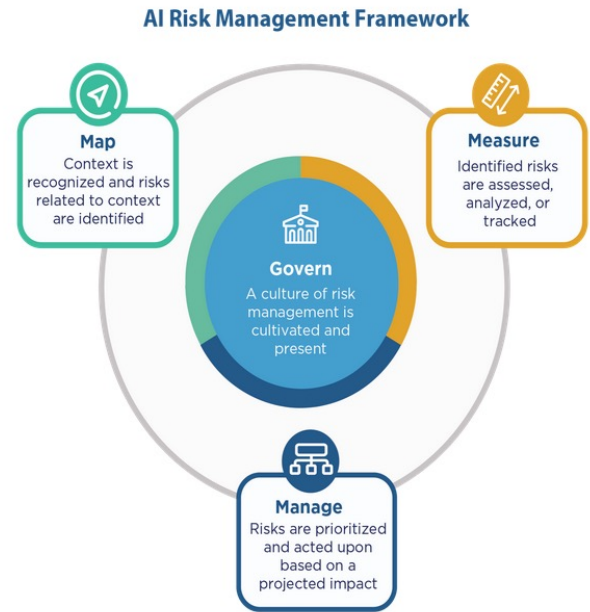 AI Risk Management Framework
Map
Context is
recognized and risks
related to context
are identified
Measure
Identified risks
are assessed,
analyzed, or
tracked
Govern
A culture of risk
management is
cultivated and
present
Manage
Risks are prioritized
and acted upon
based on a
projected impact